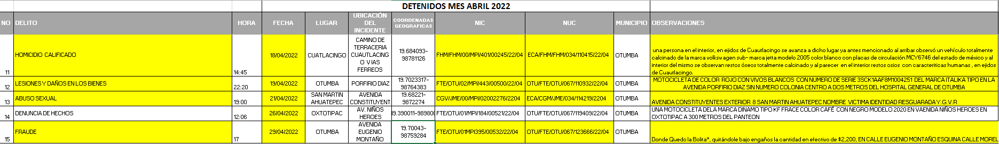 DETENIDOS MES ABRIL 2022
NO DELITO HORA FECHA LUGAR UBICACIÓN DEL INCIDENTE COORDENADAS GEOGRAFICAS NIC NUC MUNICIPIO OBSERVACIONES
11 HOMICIDIO CALIFICADO 14:45 18/04/2022 CUATLACINGO
CAMINO DE
TERRACERIA
CUAUTLACING
O VIAS
FERREOS
19.684093-
98781126
FHM/FHM/00/MPI/401/00245/22/04 ECA/FHM/FHM/034/110415/22/04 OTUMBA
una persona en el interior, en ejidos de Cuautlacingo se avanza a dicho lugar ya antes mencionado al arribar observó un vehículo totalmente
calcinado de la marca volkswagen sub- marca jetta modelo 2005 color blanco con placas de circulación MCY6746 del estado de méxico y al
interior del mismo se observan restos óseos totalmente calcinado y al parecer en el interior restos osios con caracteriticas humanas , en ejidos
de Cuautlacingo.
12 LESIONES Y DAÑOS EN LOS BIENES 22:20 19/04/2022 OTUMBA PORFIRIO DIAZ
19.7023317-
98764383
FTE/OTU/02/MPI/443/00500/22/04 OTU/FTE/OTU/067/110932/22/04 OTUMBA
MOTOCICLETA DE COLOR ROJO CON VIVOS BLANCOS CON NUMERO DE SERIE 3SCK1AAF8M1004251 DEL MARCA ITALIKA TIPO EN LA
AVENIDA PORFIRIO DIAZ SIN NUMERO COLONIA CENTRO A DOS METROS DEL HOSPITAL GENERAL DE OTUMBA
13 ABUSO SEXUAL 19:00 21/04/2022
SAN MARTIN
AHUATEPEC
AVENIDA
CONSTITUYENT
19.68221-
9872274
CGV/JME/00/MPI/02002276/2204 ECA/CGM/JME/034/114219/2204 OTUMBA
AVENIDA CONSTITUYENTES EXTERIOR 8 SAN MARTIN AHUATEPEC NOMBRE VICTIMA IDENTIDAD RESGUARADA Y.G.V.R
14 DENUNCIA DE HECHOS 12:06 26/04/2022 OXTOTIPAC
AV. NIÑOS
HEROES
19.390011-98980
FTE/OTU/01/MPI/184/00521/22/04 OTU/FTE/OTU/067/119409/22/04 OTUMBA
UNA MOTOCICLETA DELA MARCA DINAMO TIPO KF FRACE COLOR CAFÉ CON NEGRO MODELO 2020 EN VAENIDA NIÑOS HEROES EN
OXTOTIPAC A 300 METROS DEL PANTEON
15 FRAUDE 17 29/04/2022 OTUMBA
AVENIDA
EUGENIO
MONTAÑO
19.70043-
98759284
FTE/OTU/01MPI395/00532/22/04 OTU/FTE/OTU/067/123666/22/04 OTUMBA
Donde Quedo la Bolita", quitándole bajo engaños la cantidad en efectivo de $2,200, EN CALLE EUGENIO MONTAÑO ESQUINA CALLE MOREL